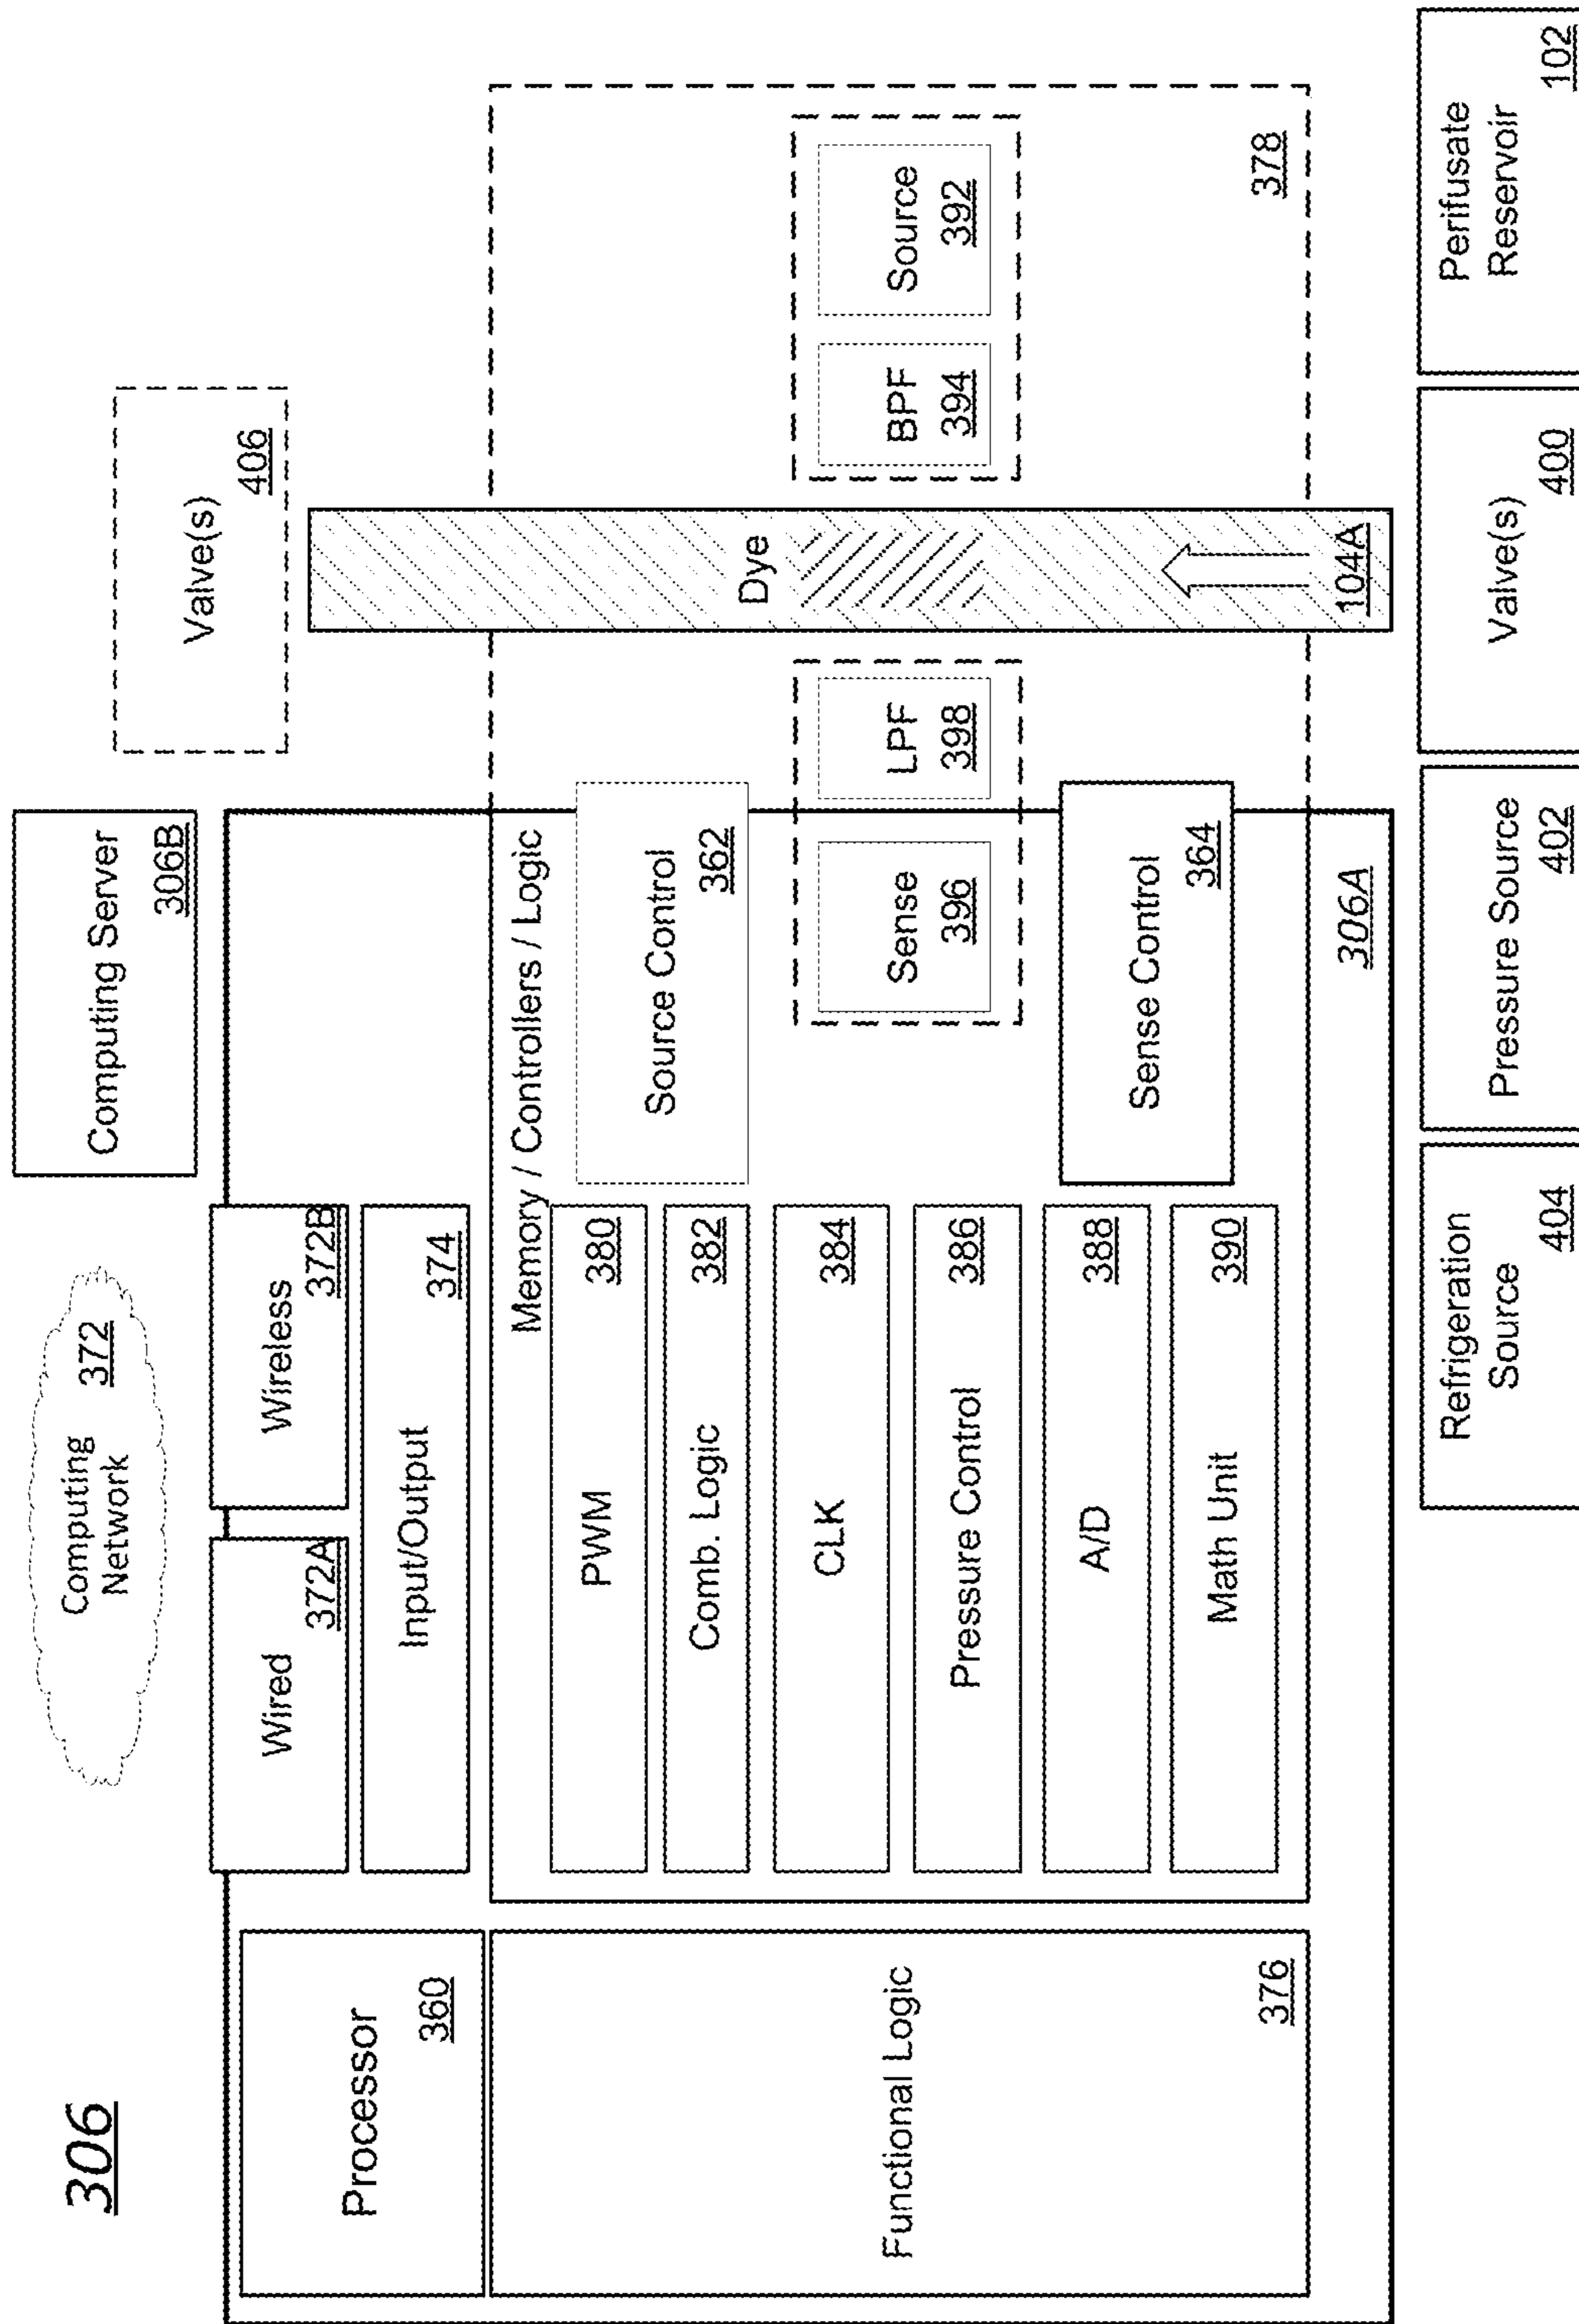 306
Computing
Network
372
Computing Server
306B
Valve(s)
406
Processor
360
Wired
372A
Wireless
372B
Input/Output
374
Functional Logic
376
Memory / Controllers / Logic
PWM
380
Comb. Logic
382
CLK
384
Pressure Control
386
A/D
388
Math Unit
390
Source Control
362
Sense
396
LPF
398
Sense Control
364
306A
Dye
104A
BPF
394
Source
392
378
Refrigeration
Source
404
Pressure Source
402
Valve(s)
400
Perifusate
Reservoir
102